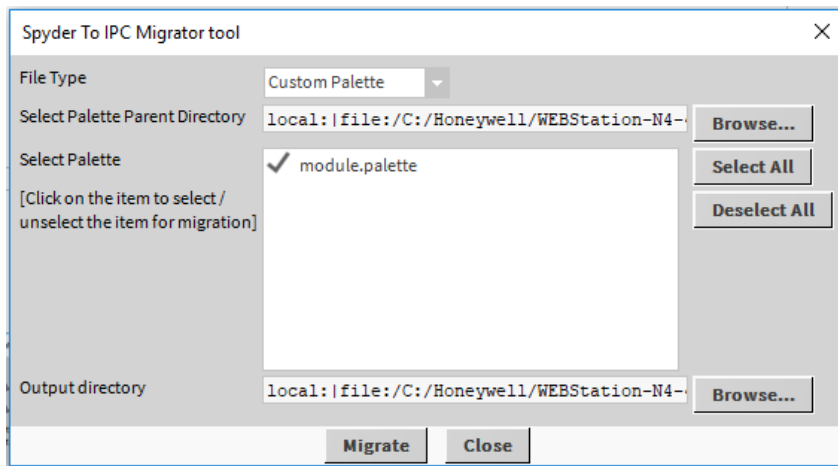 Spyder To IPC Migrator tool
File Type
Custom Palette
Select Palette Parent Directory
local:|file:/C:/Honeywell/WEBStation-N4-
Browse...
Select Palette
module.palette
Select All
[Click on the item to select /
unselect the item for migration]
Deselect All
Output directory
local:|file:/C:/Honeywell/WEBStation-N4-
Browse...
Migrate
Close